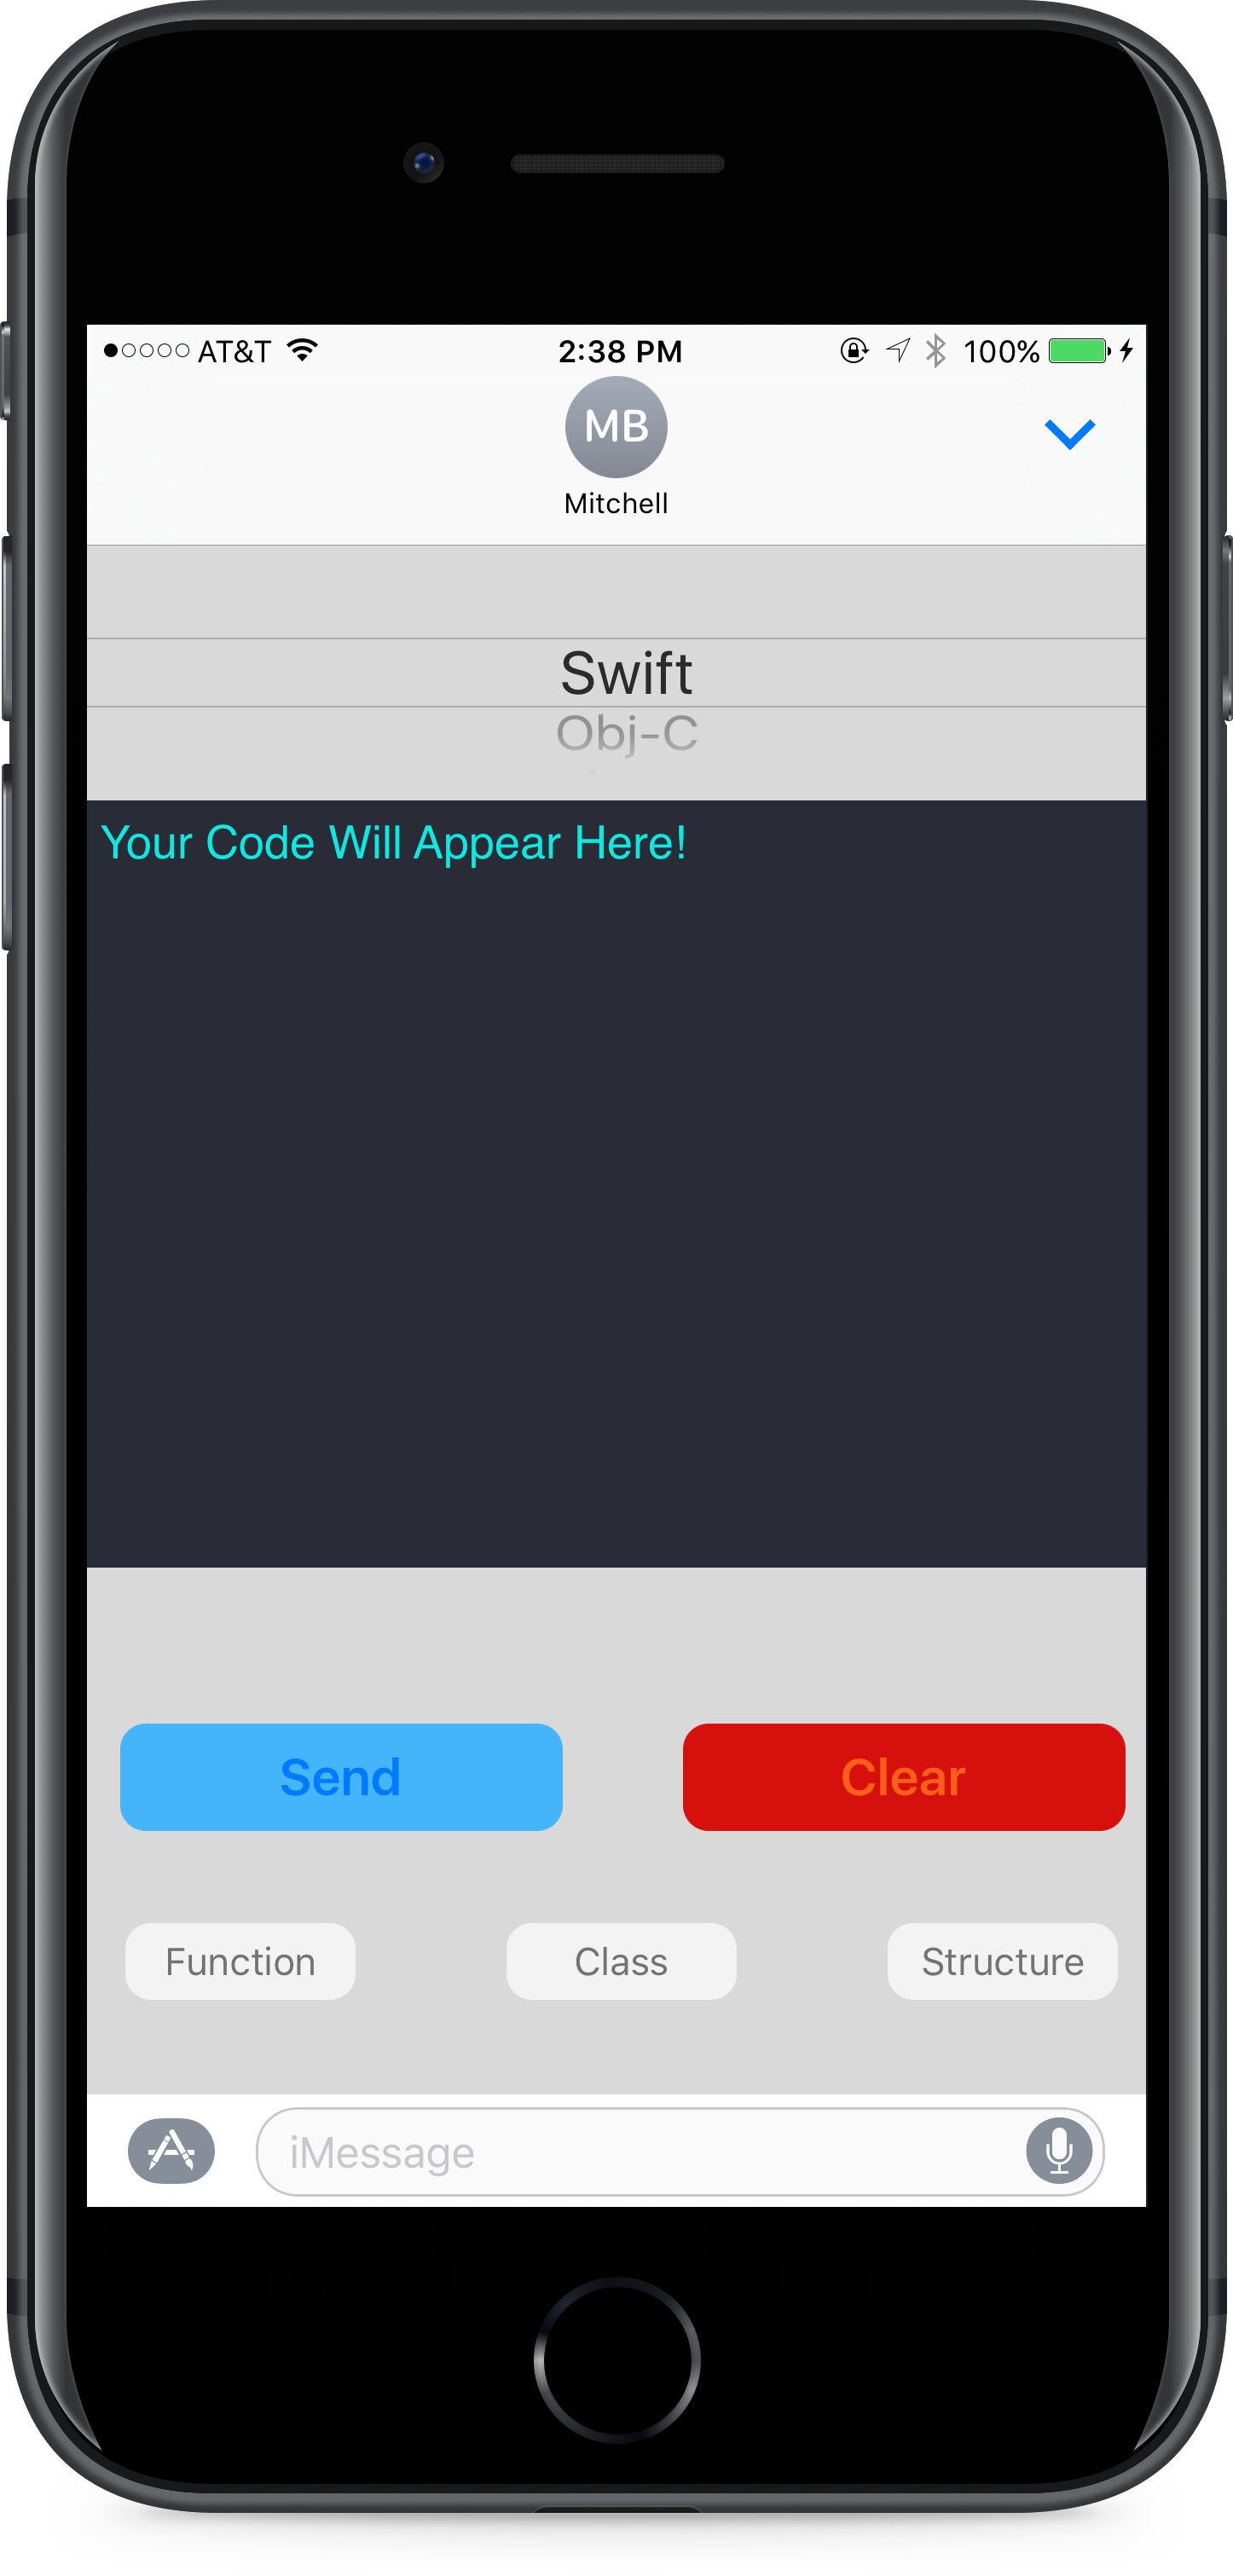 AT&T 2:38 PM 100%
MB
Mitchell
Swift
Obj-C
Your Code Will Appear Here!
Send Clear
Function Class Structure
iMessage